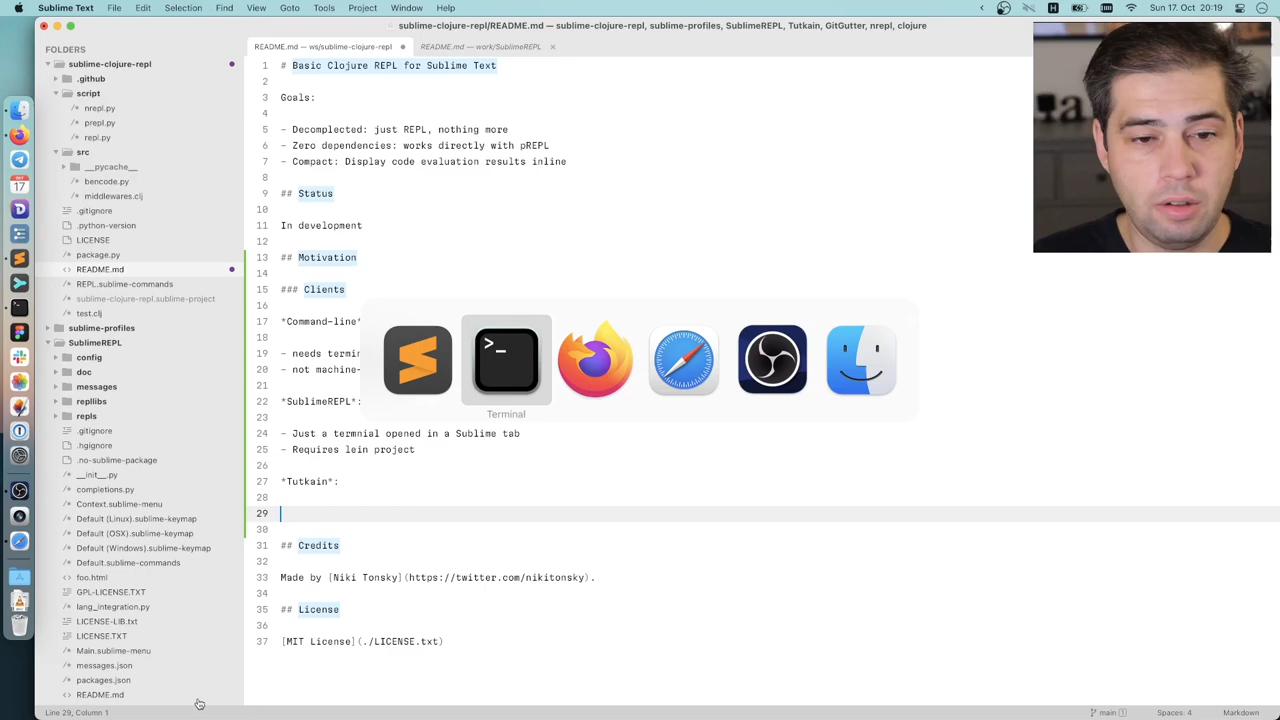 Sublime Text File Edit Selection Find View Goto Tools Project Window Help
Sun 17. Oct 20:19
sublime-clojure-repl/README.md — sublime-clojure-repl, sublime-profiles, SublimeREPL, Tutkain, GitGutter, nrepl, clojure
FOLDERS
sublime-clojure-repl
.github
script
nrepl.py
prepl.py
repl.py
src
__pycache__
bencode.py
middlewares.clj
.gitignore
.python-version
LICENSE
package.py
README.md
REPL.sublime-commands
sublime-clojure-repl.sublime-project
test.clj
sublime-profiles
SublimeREPL
config
doc
messages
repllibs
repls
.gitignore
.hgignore
.no-sublime-package
__init__.py
completions.py
Context.sublime-menu
Default (Linux).sublime-keymap
Default (OSX).sublime-keymap
Default (Windows).sublime-keymap
Default.sublime-commands
foo.html
GPL-LICENSE.TXT
lang_integration.py
LICENSE-LIB.txt
LICENSE.TXT
Main.sublime-menu
messages.json
packages.json
README.md
README.md — ws/sublime-clojure-repl
README.md — work/SublimeREPL
1 # Basic Clojure REPL for Sublime Text
2
3 Goals:
4
5 - Decomplected: just REPL, nothing more
6 - Zero dependencies: works directly with pREPL
7 - Compact: Display code evaluation results inline
8
9 ## Status
10
11 In development
12
13 ## Motivation
14
15 ### Clients
16
17 *Command-line*
18
19 - needs termin
20 - not machine-
21
22 *SublimeREPL*:
23
24 - Just a termnial opened in a Sublime tab
25 - Requires lein project
26
27 *Tutkain*:
28
29
30
31 ## Credits
32
33 Made by [Niki Tonsky](https://twitter.com/nikitonsky).
34
35 ## License
36
37 [MIT License](./LICENSE.txt)
>_
Terminal
OCT
17
Line 29, Column 1
main 1
Spaces: 4
Markdown